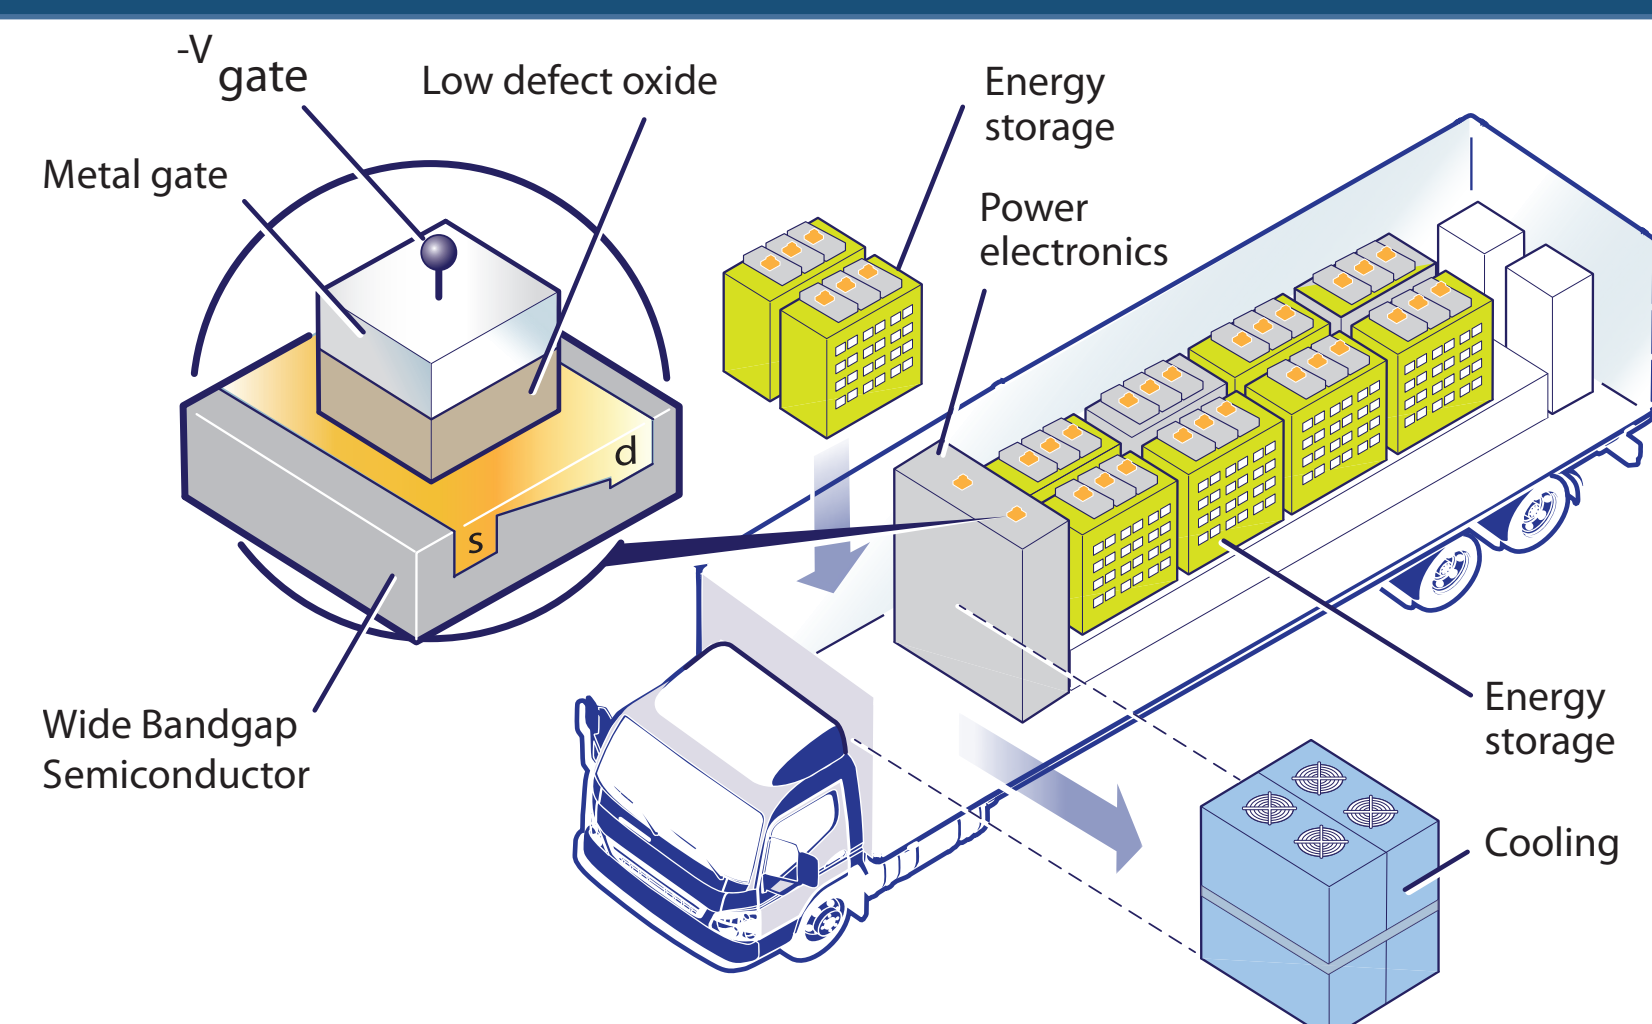 -V
gate
Low defect oxide
Metal gate
Energy
storage
Power
electronics
d
s
Wide Bandgap
Semiconductor
Energy
storage
Cooling